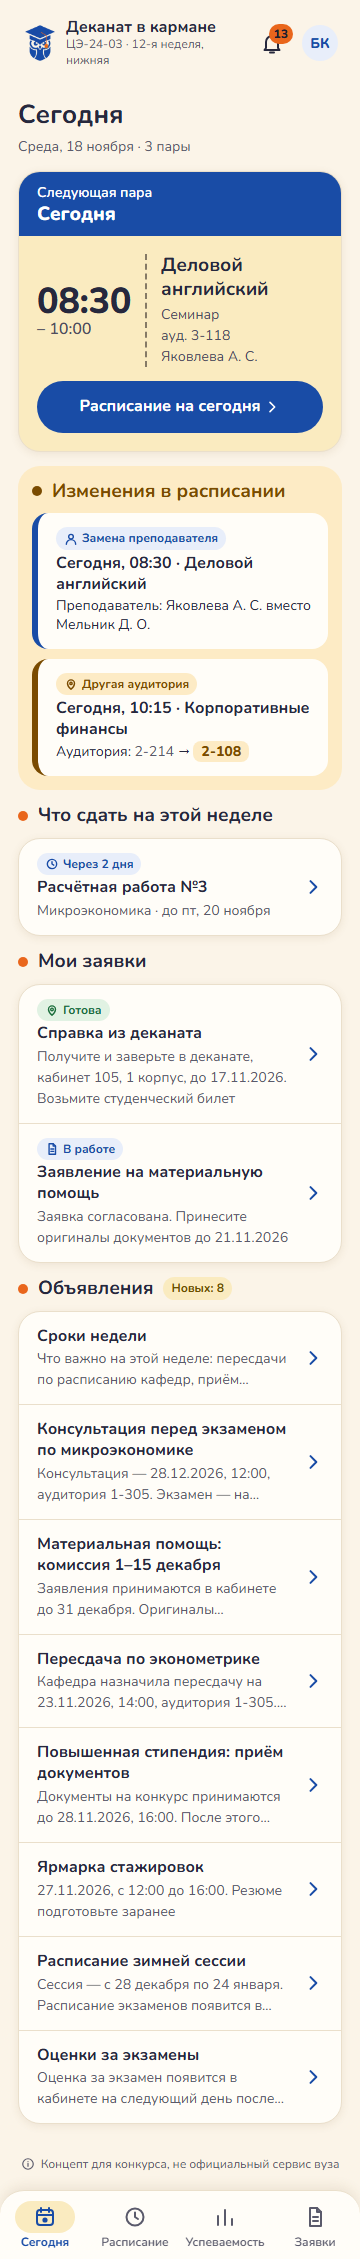 Деканат в кармане
ЦЭ-24-03 · 12-я неделя,
нижняя
13
БК
Сегодня
Среда, 18 ноября · 3 пары
Следующая пара
Сегодня
08:30
– 10:00
Деловой
английский
Семинар
ауд. 3-118
Яковлева А. С.
Расписание на сегодня
Изменения в расписании
Замена преподавателя
Сегодня, 08:30 · Деловой
английский
Преподаватель: Яковлева А. С. вместо
Мельник Д. О.
Другая аудитория
Сегодня, 10:15 · Корпоративные
финансы
Аудитория: 2-214 → 2-108
Что сдать на этой неделе
Через 2 дня
Расчётная работа №3
Микроэкономика · до пт, 20 ноября
Мои заявки
Готова
Справка из деканата
Получите и заверьте в деканате,
кабинет 105, 1 корпус, до 17.11.2026.
Возьмите студенческий билет
В работе
Заявление на материальную
помощь
Заявка согласована. Принесите
оригиналы документов до 21.11.2026
Объявления
Новых: 8
Сроки недели
Что важно на этой неделе: пересдачи
по расписанию кафедр, приём…
Консультация перед экзаменом
по микроэкономике
Консультация — 28.12.2026, 12:00,
аудитория 1-305. Экзамен — на…
Материальная помощь:
комиссия 1–15 декабря
Заявления принимаются в кабинете
до 31 декабря. Оригиналы…
Пересдача по эконометрике
Кафедра назначила пересдачу на
23.11.2026, 14:00, аудитория 1-305.…
Повышенная стипендия: приём
документов
Документы на конкурс принимаются
до 28.11.2026, 16:00. После этого…
Ярмарка стажировок
27.11.2026, с 12:00 до 16:00. Резюме
подготовьте заранее
Расписание зимней сессии
Сессия — с 28 декабря по 24 января.
Расписание экзаменов появится в…
Оценки за экзамены
Оценка за экзамен появится в
кабинете на следующий день после…
Концепт для конкурса, не официальный сервис вуза
Сегодня
Расписание
Успеваемость
Заявки